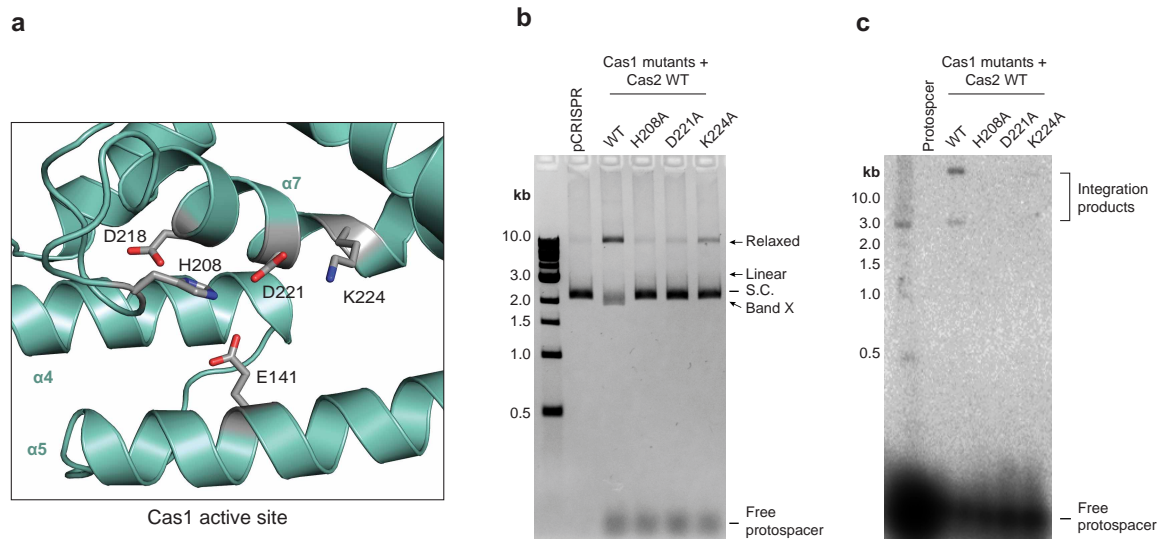 a
α7
D218
H208
D221
K224
E141
α4
α5
Cas1 active site
b
Cas1 mutants +
Cas2 WT
pCRISPR
WT
H208A
D221A
K224A
kb
10.0
3.0
2.0
1.5
1.0
0.5
Relaxed
Linear
S.C.
Band X
Free
protospacer
c
Cas1 mutants +
Cas2 WT
Protospcer
WT
H208A
D221A
K224A
kb
10.0
3.0
2.0
1.5
1.0
0.5
Integration
products
Free
protospacer